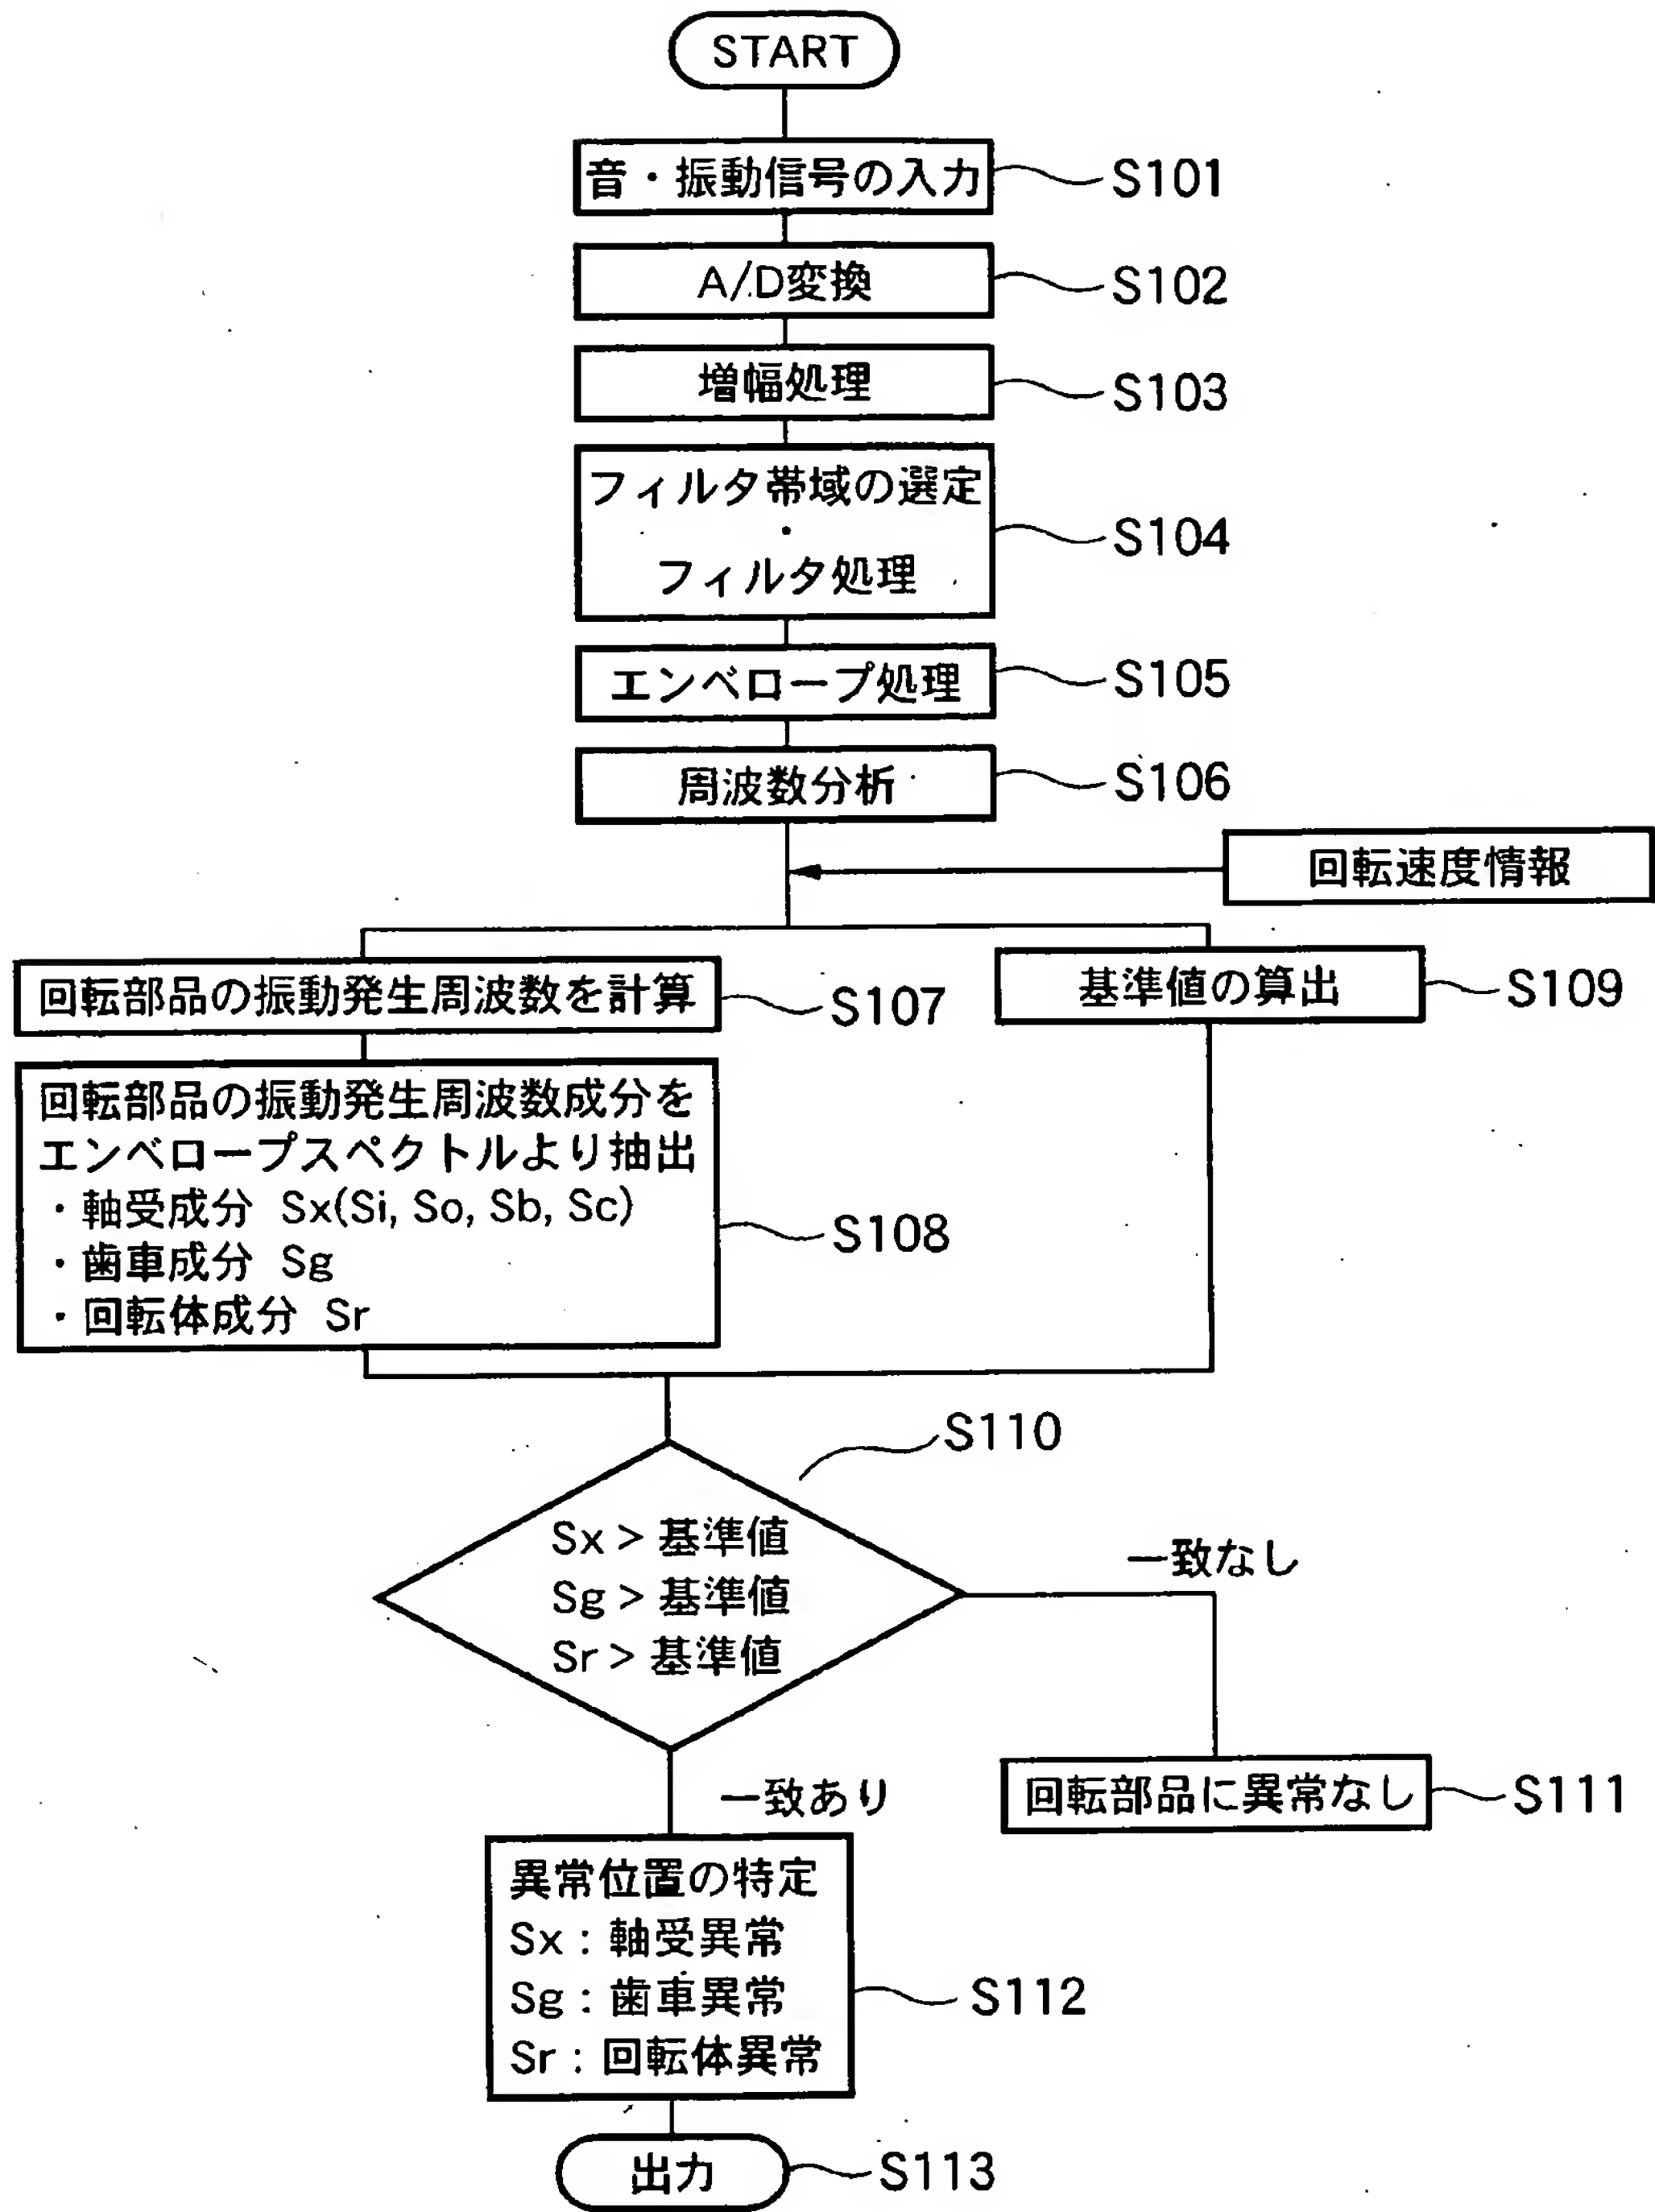 START
音・振動信号の入力
S101
A/D変換
S102
増幅処理
S103
フィルタ帯域の選定
・
フィルタ処理
S104
エンベロープ処理
S105
周波数分析
S106
回転速度情報
回転部品の振動発生周波数を計算
S107
基準値の算出
S109
回転部品の振動発生周波数成分を
エンベロープスペクトルより抽出
・軸受成分 Sx(Si, So, Sb, Sc)
・歯車成分 Sg
・回転体成分 Sr
S108
S110
Sx > 基準値
Sg > 基準値
Sr > 基準値
一致なし
一致あり
回転部品に異常なし
S111
異常位置の特定
Sx : 軸受異常
Sg : 歯車異常
Sr : 回転体異常
S112
出力
S113